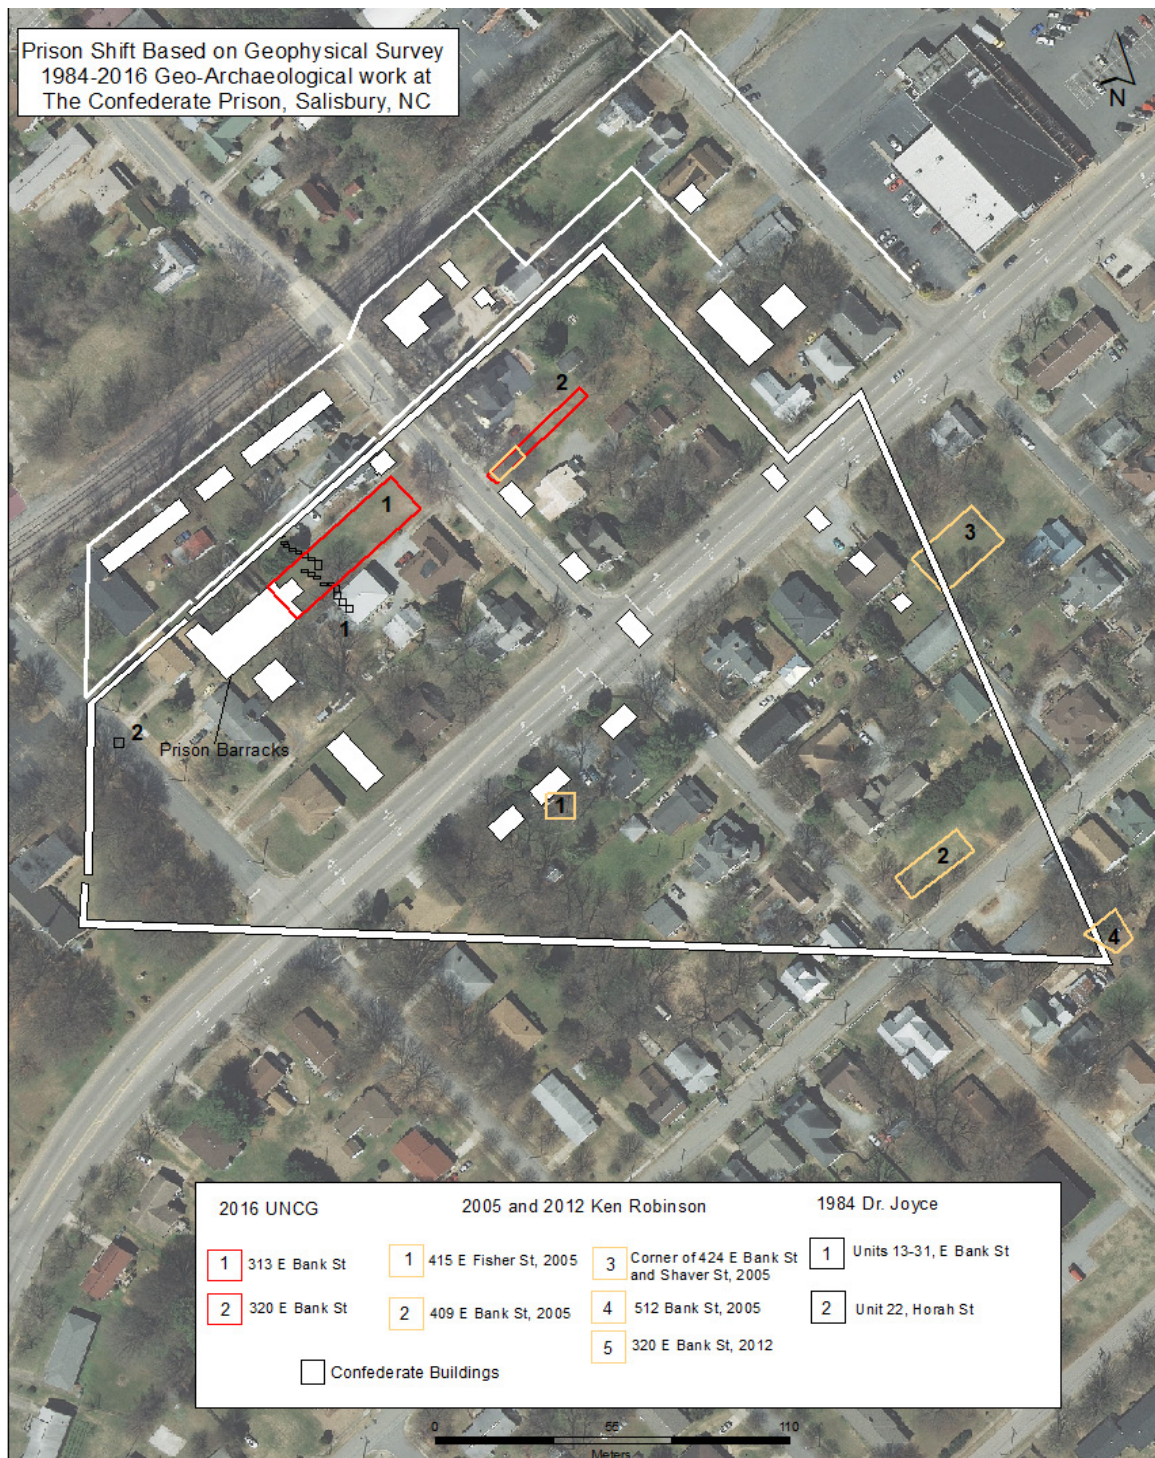 Prison Shift Based on Geophysical Survey
1984-2016 Geo-Archaeological work at
The Confederate Prison, Salisbury, NC
N
2
1
3
1
2
Prison Barracks
1
2
4
2016 UNCG
2005 and 2012 Ken Robinson
1984 Dr. Joyce
1 313 E Bank St
2 320 E Bank St
1 415 E Fisher St, 2005
2 409 E Bank St, 2005
3 Corner of 424 E Bank St
and Shaver St, 2005
4 512 Bank St, 2005
5 320 E Bank St, 2012
1 Units 13-31, E Bank St
2 Unit 22, Horah St
Confederate Buildings
0 55 110
Meters